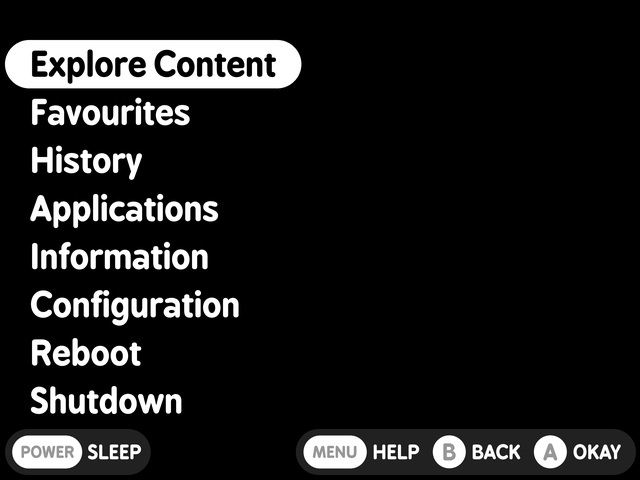 Explore Content
Favourites
History
Applications
Information
Configuration
Reboot
Shutdown
POWER SLEEP MENU HELP B BACK A OKAY